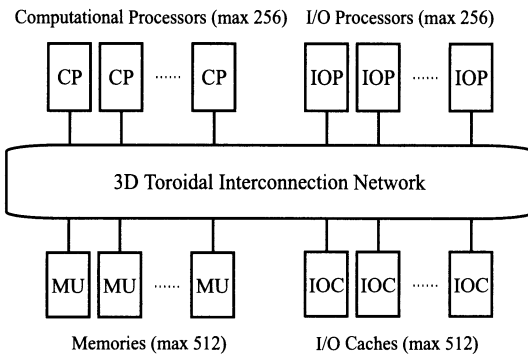 Computational Processors (max 256) I/O Processors (max 256)
CP CP ...... CP IOP IOP ...... IOP
3D Toroidal Interconnection Network
MU MU ...... MU IOC IOC ...... IOC
Memories (max 512) I/O Caches (max 512)